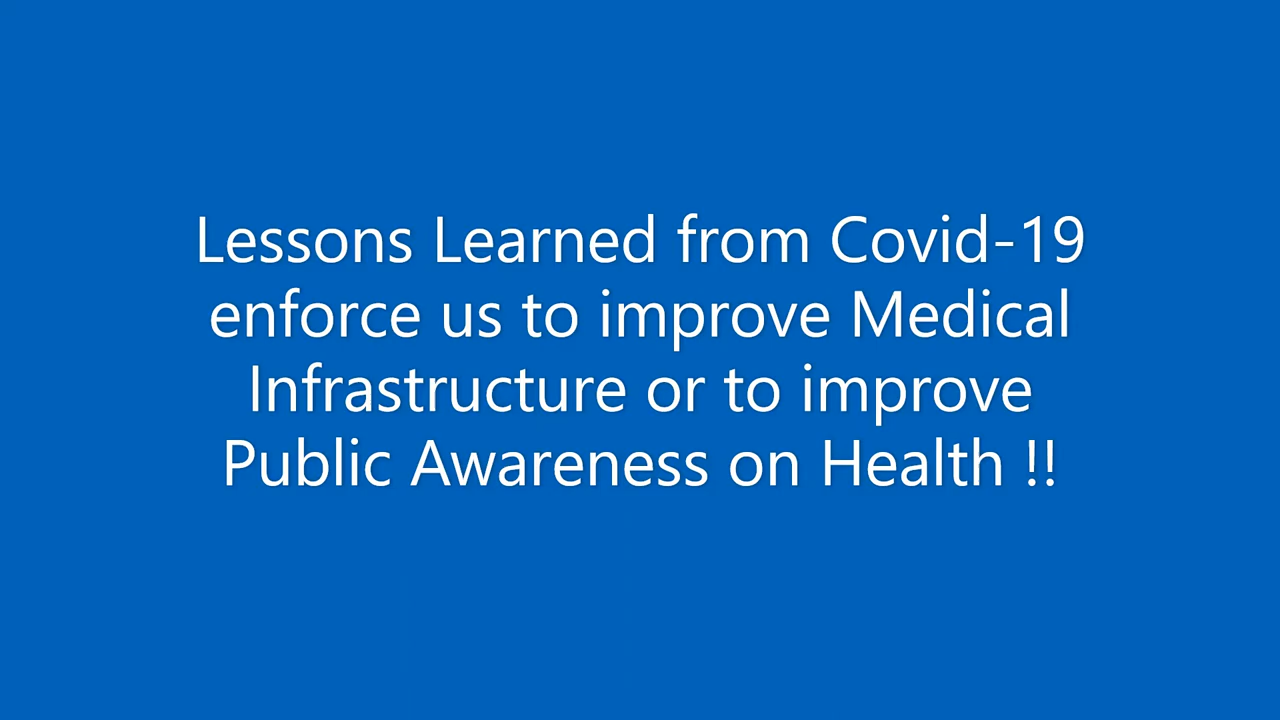 Lessons Learned from Covid-19
enforce us to improve Medical
Infrastructure or to improve
Public Awareness on Health !!